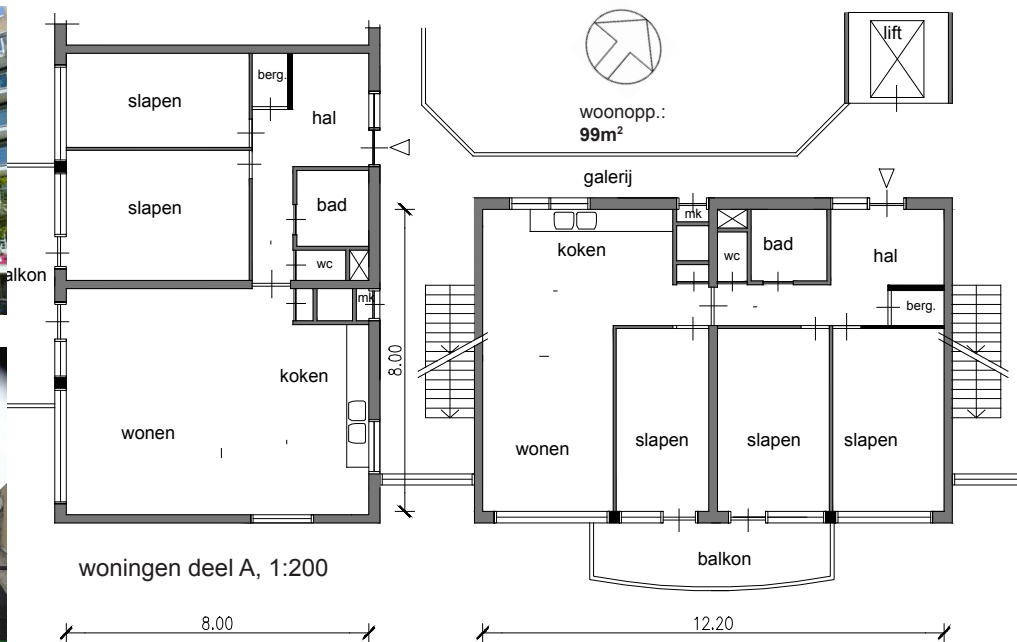 slapen
berg.
hal
slapen
bad
wc
alkon
mk
koken
wonen
8.00
woningen deel A, 1:200
8.00
lift
woonopp.:
99m²
galerij
mk
koken
wc
bad
hal
berg.
wonen
slapen
slapen
slapen
balkon
12.20